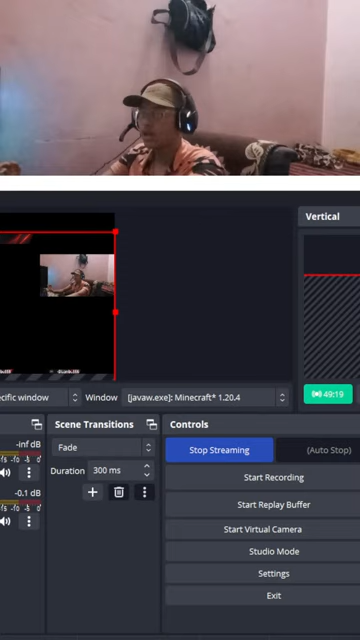 Vertical
49:19
ecific window
Window
[javaw.exe]: Minecraft* 1.20.4
Scene Transitions
Controls
-inf dB
Fade
Stop Streaming
(Auto Stop)
Duration
300 ms
Start Recording
-0.1 dB
Start Replay Buffer
Start Virtual Camera
Studio Mode
Settings
Exit